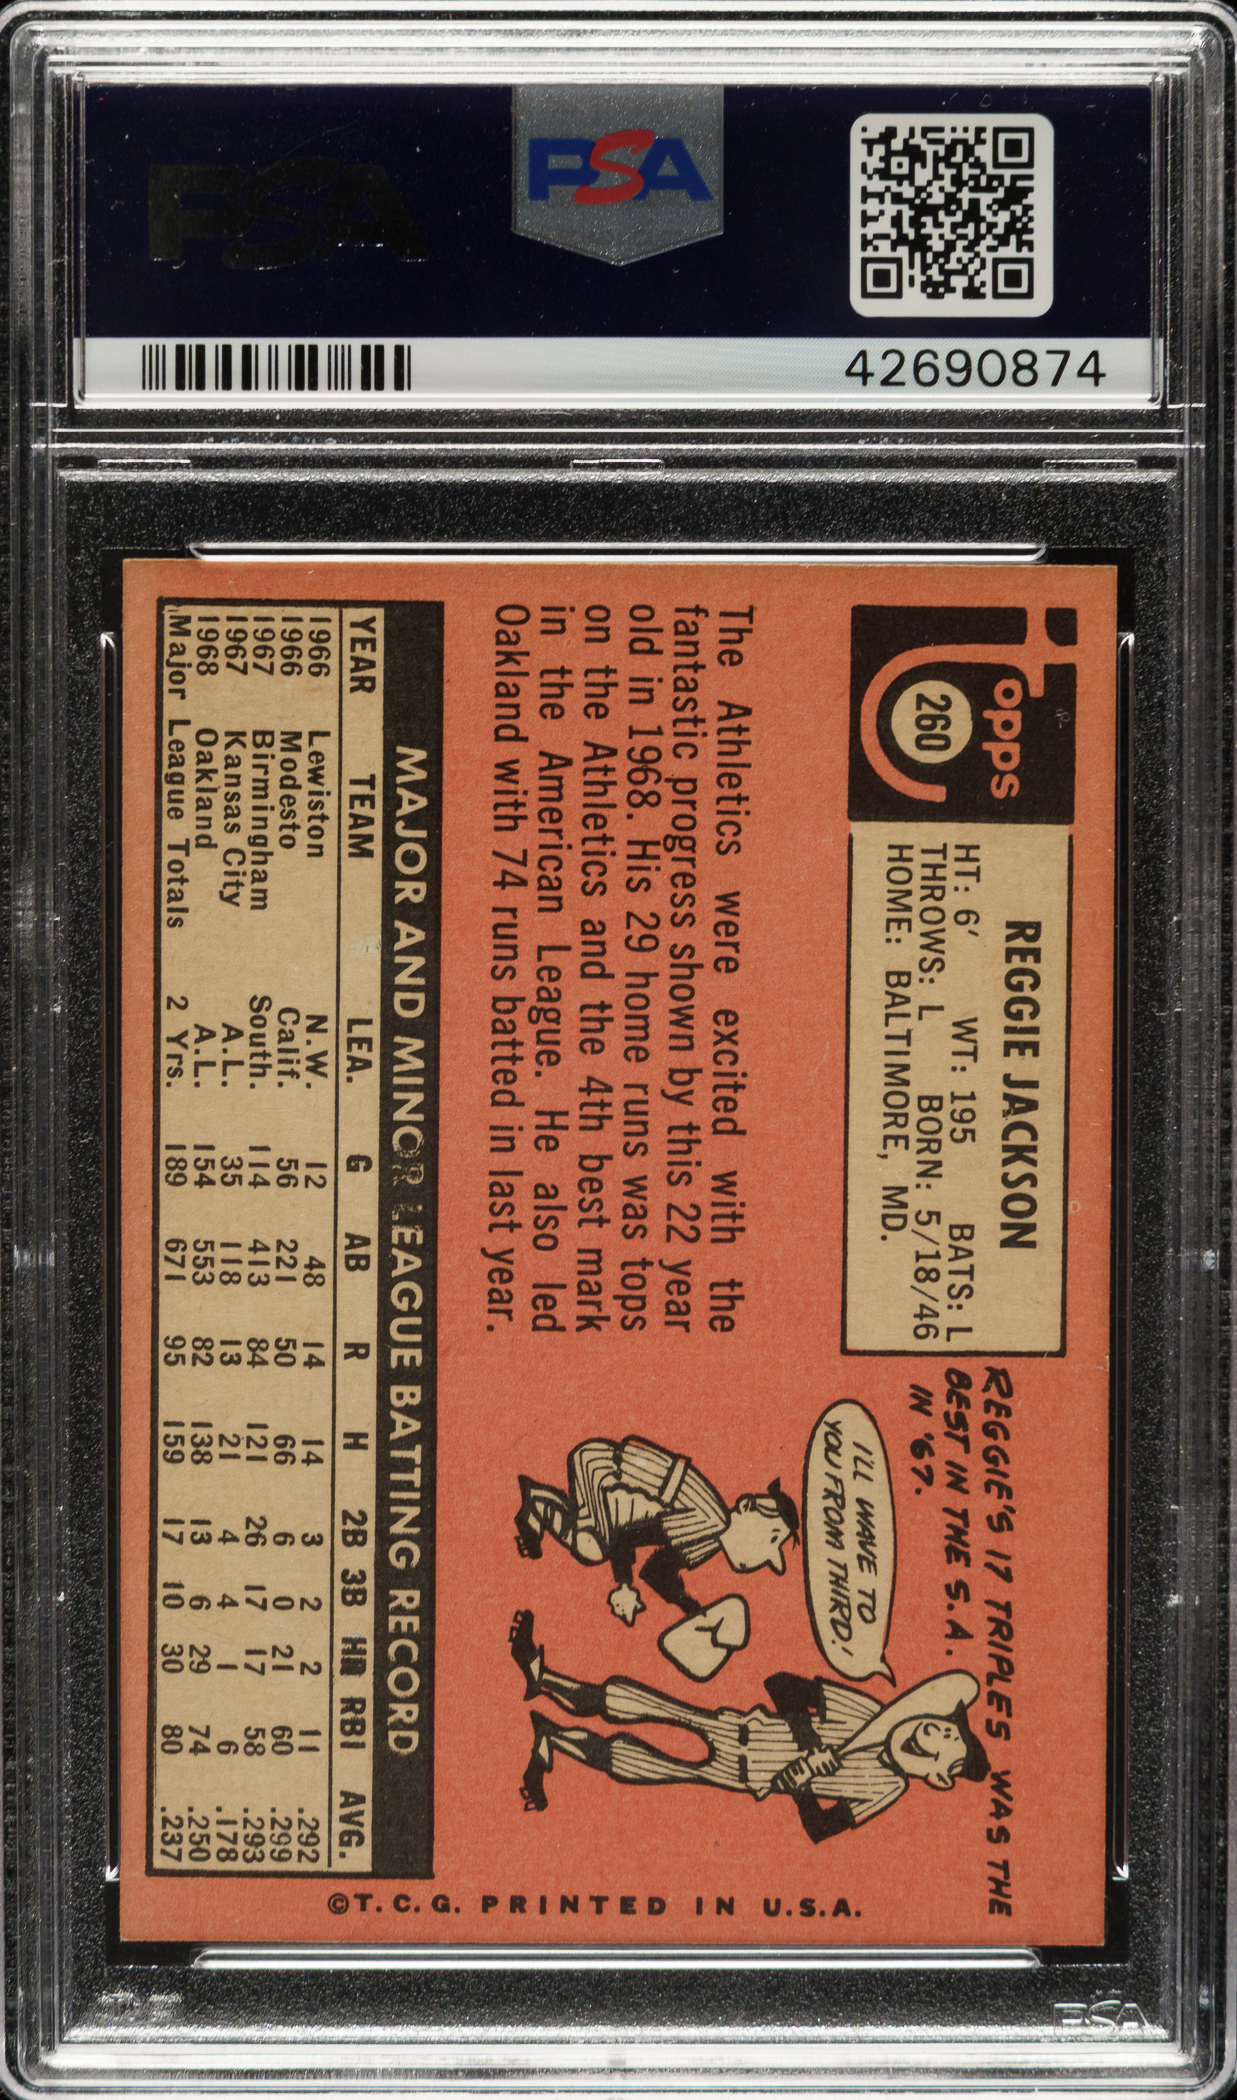 PSA
PSA
42690874
Topps
260
REGGIE JACKSON
HT: 6' WT: 195 BATS: L
THROWS: L BORN: 5/18/46
HOME: BALTIMORE, MD.
REGGIE'S 17 TRIPLES WAS THE
BEST IN THE S.A.
IN '67.
I'LL WAVE TO
YOU FROM THIRD!
The Athletics were excited with the
fantastic progress shown by this 22 year
old in 1968. His 29 home runs was tops
on the Athletics and the 4th best mark
in the American League. He also led
Oakland with 74 runs batted in last year.
MAJOR AND MINOR LEAGUE BATTING RECORD
YEAR TEAM LEA. G AB R H 2B 3B HR RBI AVG.
1966 Lewiston N.W. 12 48 14 14 3 2 2 11 .292
1966 Modesto Calif. 56 221 50 66 6 0 21 60 .299
1967 Birmingham South. 114 413 84 121 26 17 17 58 .293
1967 Kansas City A.L. 35 118 13 21 4 4 1 6 .178
1968 Oakland A.L. 154 553 82 138 13 6 29 74 .250
Major League Totals 2 Yrs. 189 671 95 159 17 10 30 80 .237
©T.C.G. PRINTED IN U.S.A.
PSA